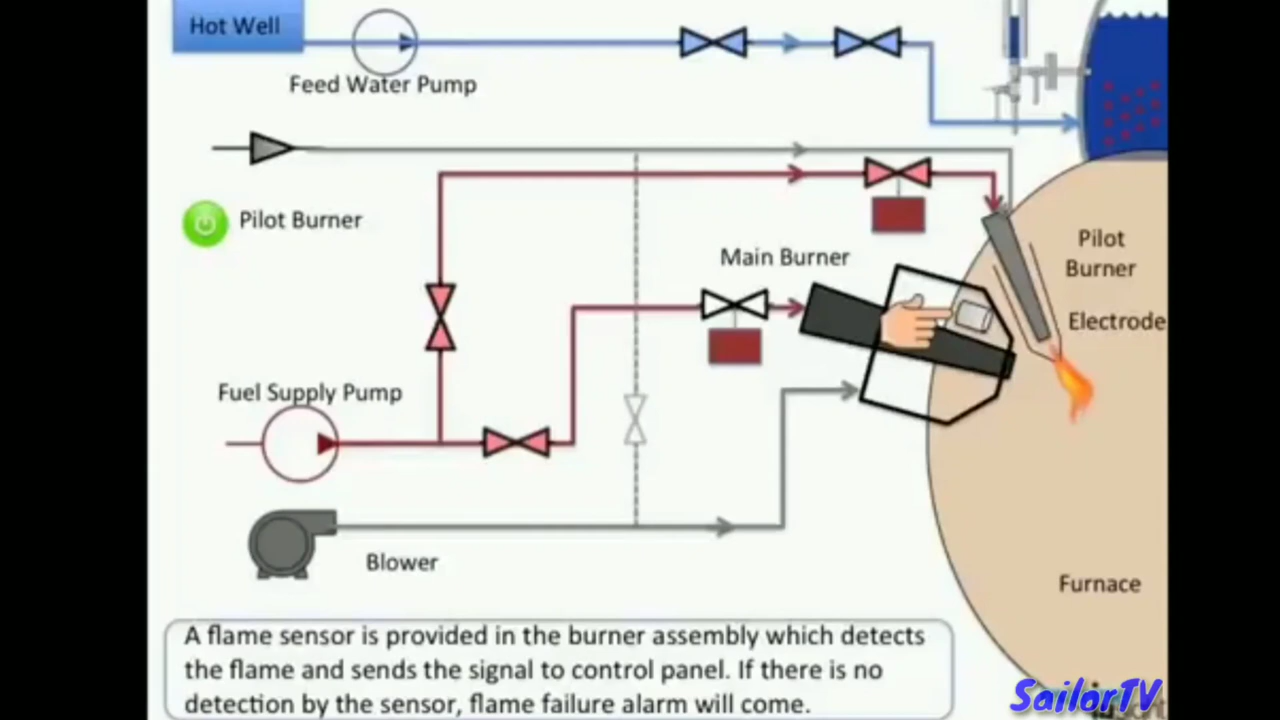 Hot Well
Feed Water Pump
Pilot Burner
Main Burner
Pilot
Burner
Electrode
Fuel Supply Pump
Blower
Furnace
A flame sensor is provided in the burner assembly which detects
the flame and sends the signal to control panel. If there is no
detection by the sensor, flame failure alarm will come.
SailorTV